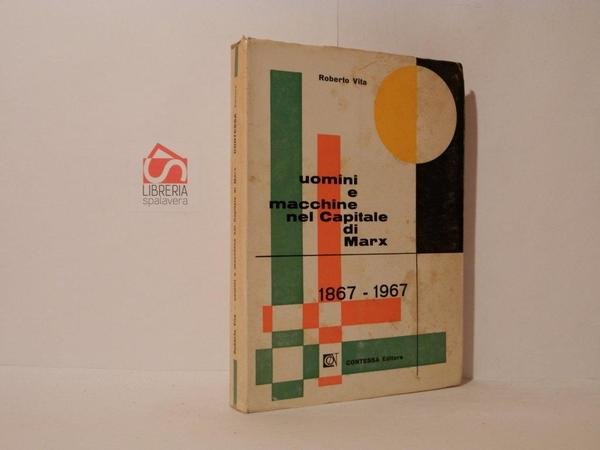 Roberto Vita
uomini
e
macchine
nel Capitale
di
Marx
1867 - 1967
CONTESSA Editore
LIBRERIA
spalavera